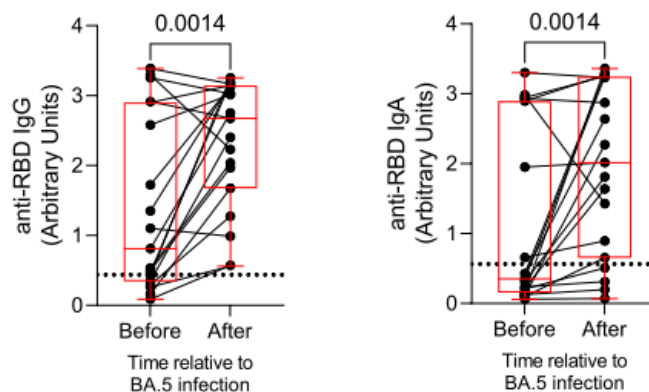 0.0014
anti-RBD IgG
(Arbitrary Units)
4
3
2
1
0
Before After
Time relative to
BA.5 infection
0.0014
anti-RBD IgA
(Arbitrary Units)
4
3
2
1
0
Before After
Time relative to
BA.5 infection